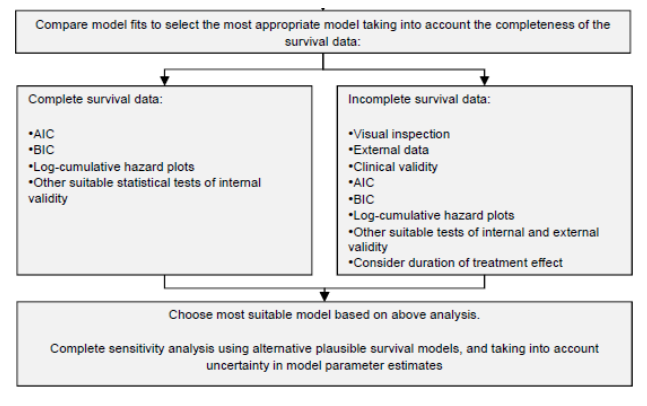 Compare model fits to select the most appropriate model taking into account the completeness of the
survival data:
Complete survival data:
•AIC
•BIC
•Log-cumulative hazard plots
•Other suitable statistical tests of internal
validity
Incomplete survival data:
•Visual inspection
•External data
•Clinical validity
•AIC
•BIC
•Log-cumulative hazard plots
•Other suitable tests of internal and external
validity
•Consider duration of treatment effect
Choose most suitable model based on above analysis.
Complete sensitivity analysis using alternative plausible survival models, and taking into account
uncertainty in model parameter estimates